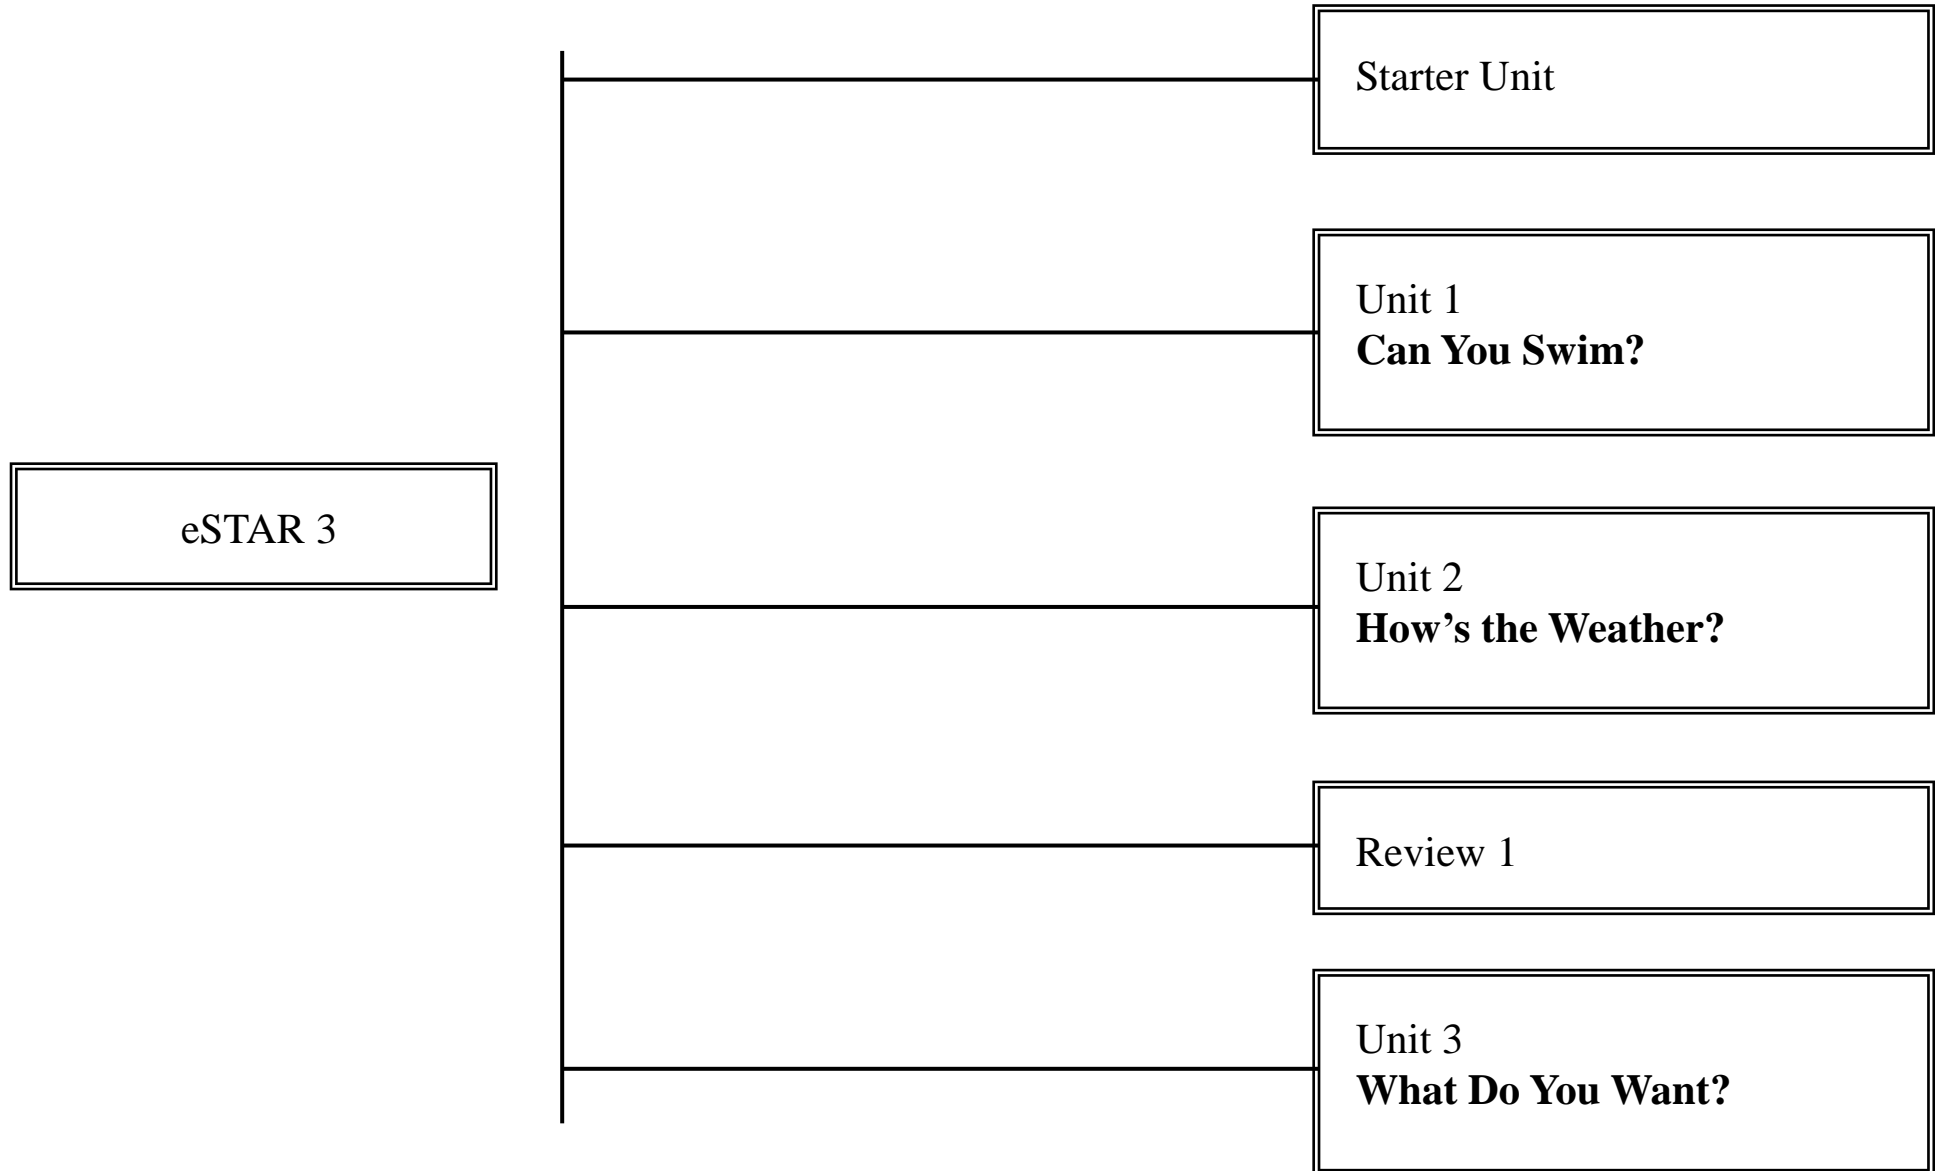 Starter Unit
Unit 1
Can You Swim?
eSTAR 3
Unit 2
How’s the Weather?
Review 1
Unit 3
What Do You Want?